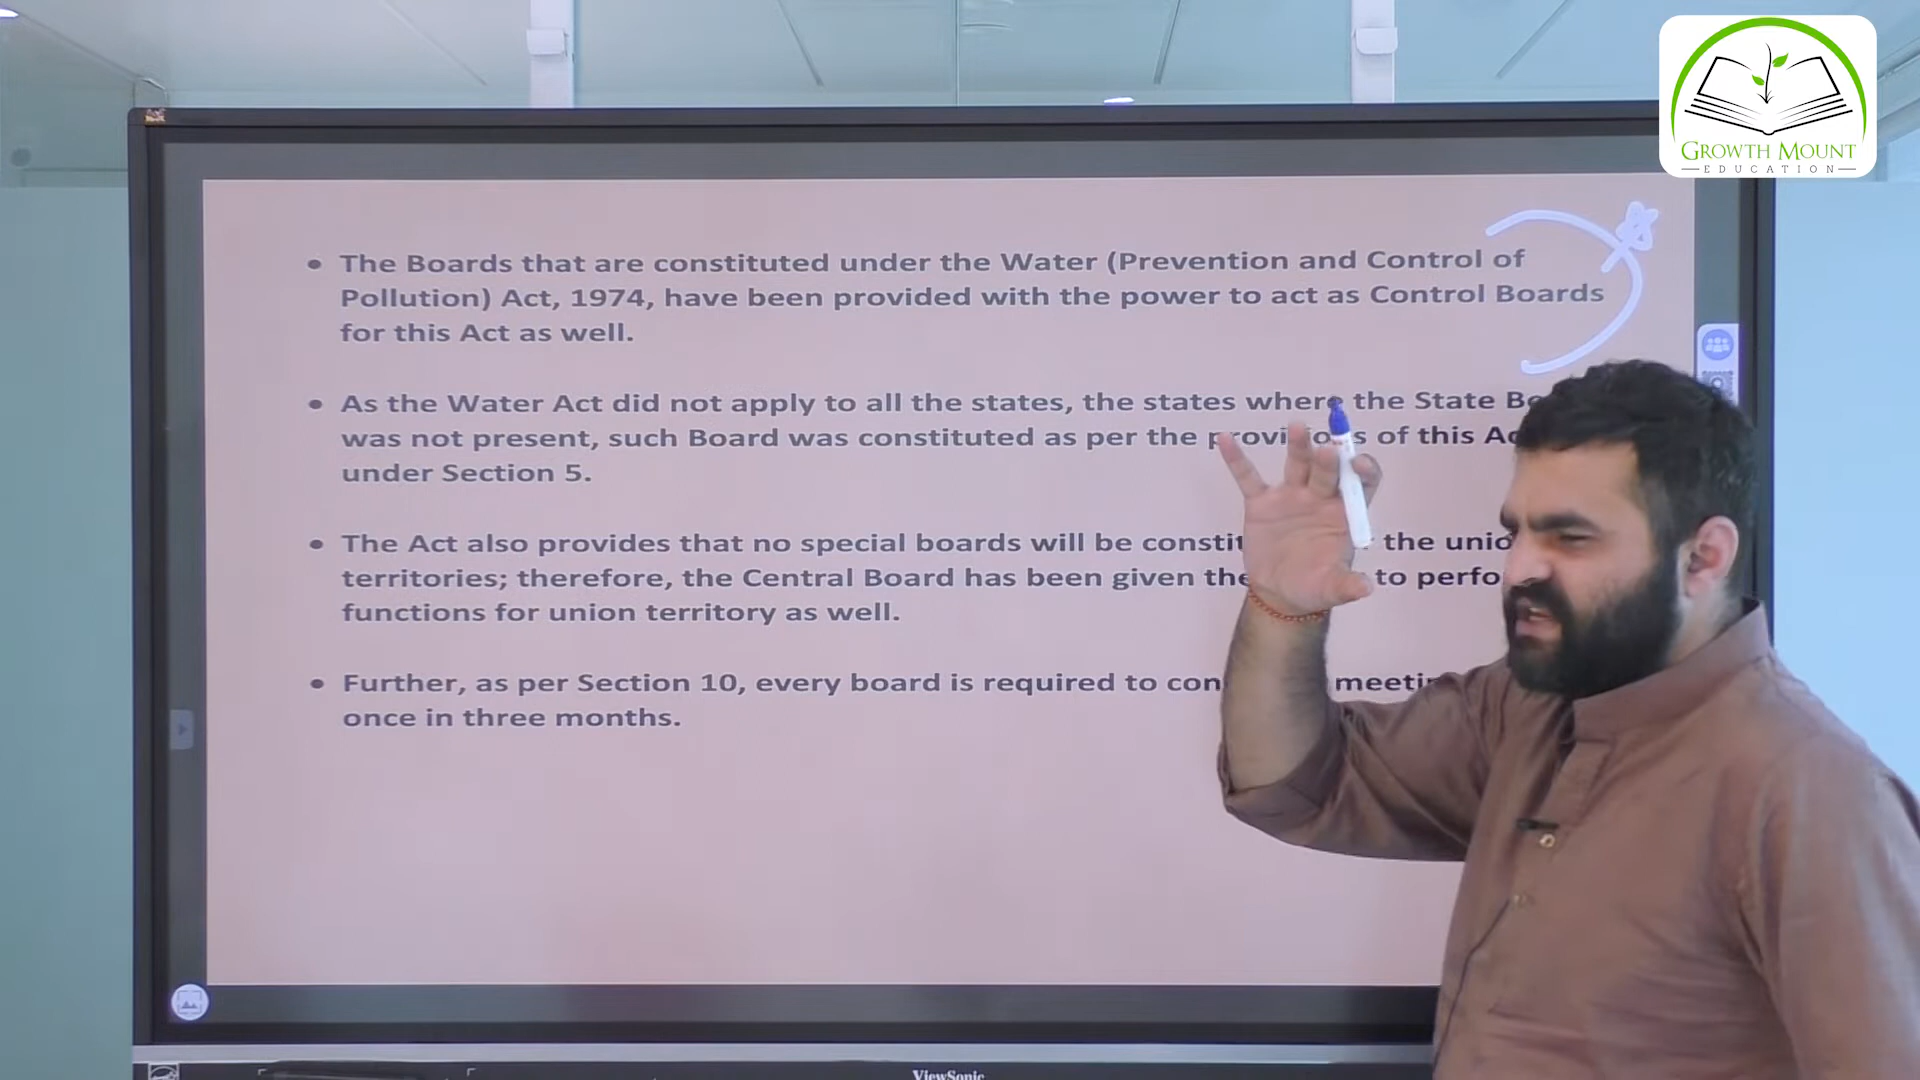 GROWTH MOUNT
EDUCATION
The Boards that are constituted under the Water (Prevention and Control of
Pollution) Act, 1974, have been provided with the power to act as Control Boards
for this Act as well.
As the Water Act did not apply to all the states, the states where the State
was not present, such Board was constituted as per the provisions of this
under Section 5.
The Act also provides that no special boards will be the
territories; therefore, the Central Board has been given to
functions for union territory as well.
Further, as per Section 10, every board is required to
once in three months.
ViewSonic